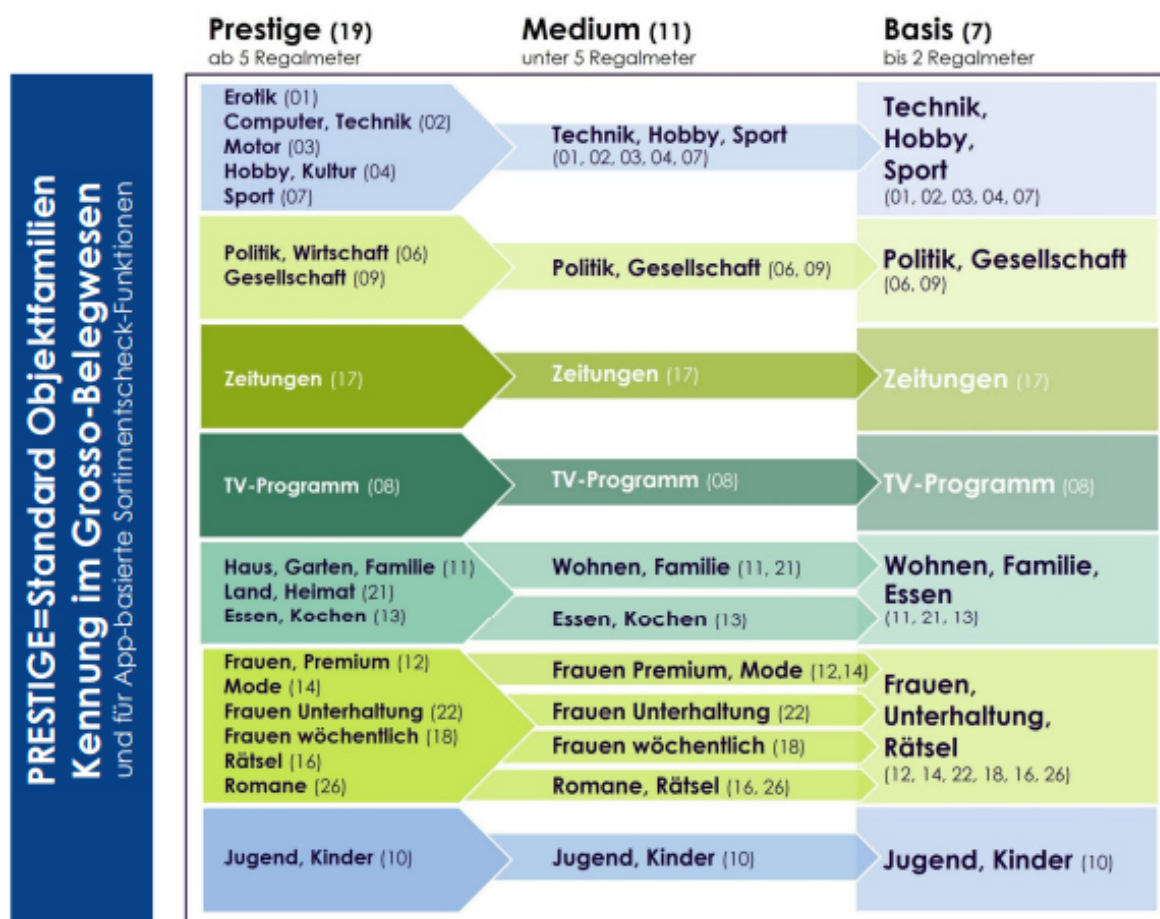 PRESTIGE=Standard Objektfamilien
Kennung im Grosso-Belegwesen
und für App-basierte Sortimentscheck-Funktionen
Prestige (19)
ab 5 Regalmeter
Medium (11)
unter 5 Regalmeter
Basis (7)
bis 2 Regalmeter
Erotik (01)
Computer, Technik (02)
Motor (03)
Hobby, Kultur (04)
Sport (07)
Technik, Hobby, Sport
(01, 02, 03, 04, 07)
Technik,
Hobby,
Sport
(01, 02, 03, 04, 07)
Politik, Wirtschaft (06)
Gesellschaft (09)
Politik, Gesellschaft (06, 09)
Politik, Gesellschaft
(06, 09)
Zeitungen (17)
Zeitungen (17)
Zeitungen (17)
TV-Programm (08)
TV-Programm (08)
TV-Programm (08)
Haus, Garten, Familie (11)
Land, Heimat (21)
Essen, Kochen (13)
Wohnen, Familie (11, 21)
Essen, Kochen (13)
Wohnen, Familie,
Essen
(11, 21, 13)
Frauen, Premium (12)
Mode (14)
Frauen Unterhaltung (22)
Frauen wöchentlich (18)
Rätsel (16)
Romane (26)
Frauen Premium, Mode (12,14)
Frauen Unterhaltung (22)
Frauen wöchentlich (18)
Romane, Rätsel (16, 26)
Frauen,
Unterhaltung,
Rätsel
(12, 14, 22, 18, 16, 26)
Jugend, Kinder (10)
Jugend, Kinder (10)
Jugend, Kinder (10)